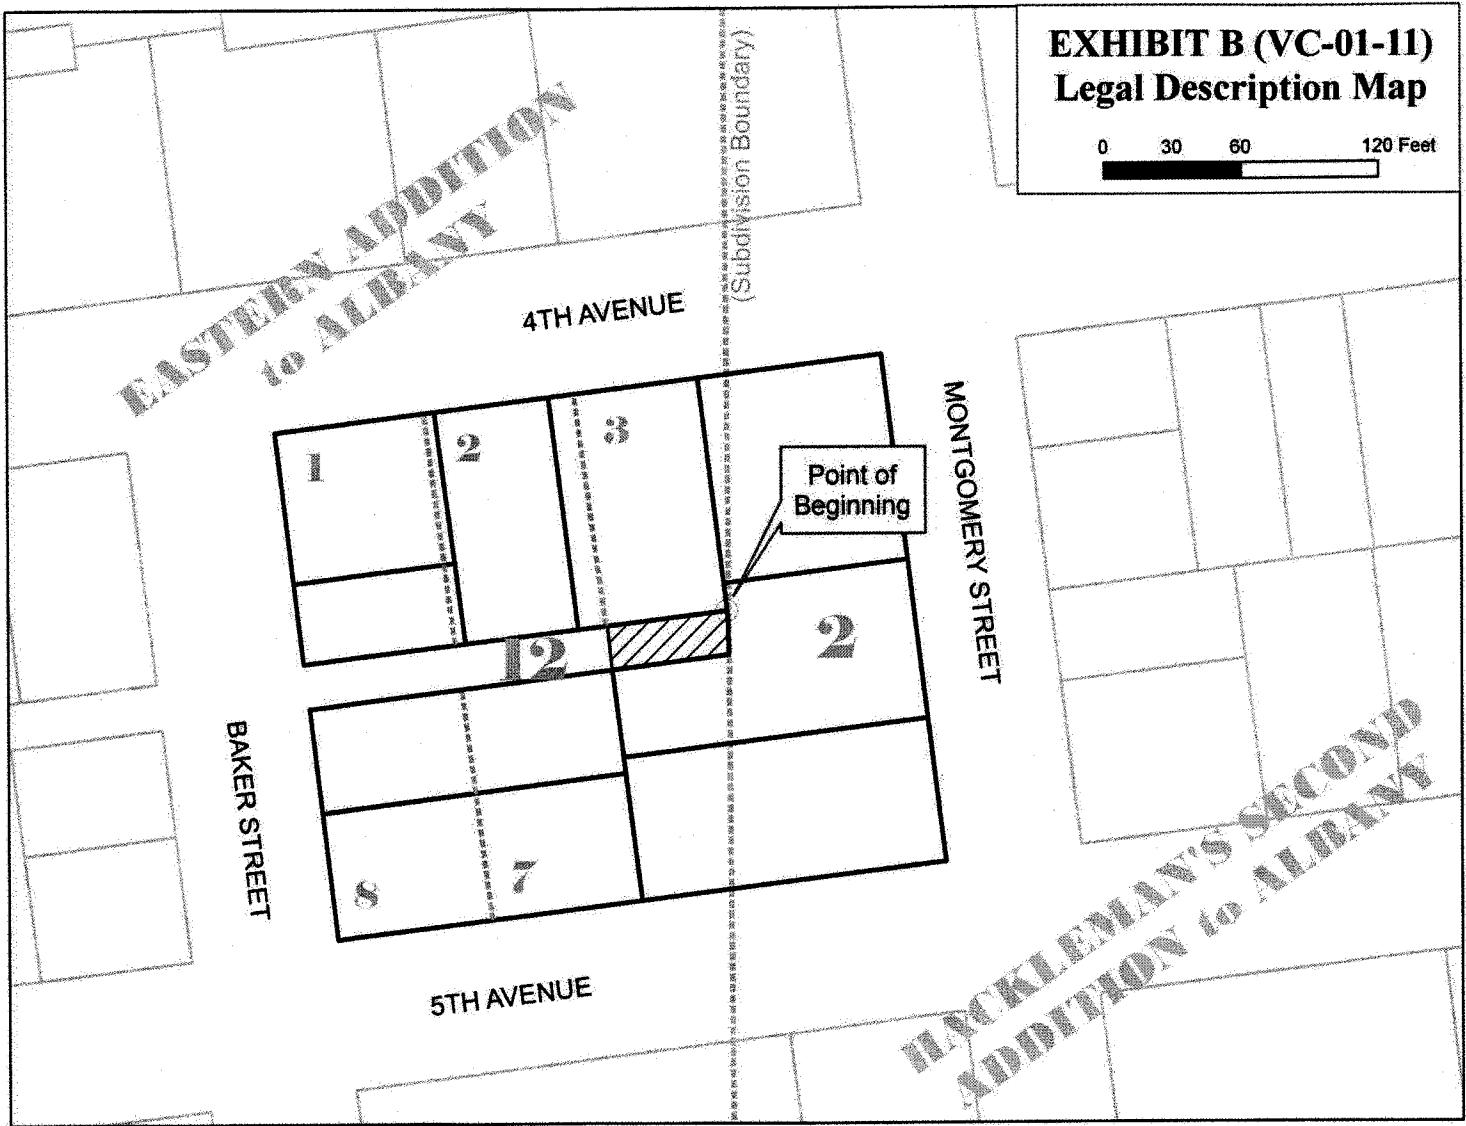 EXHIBIT B (VC-01-11)
Legal Description Map
0 30 60 120 Feet
(Subdivision Boundary)
EASTERN ADDITION
to ALBANY
4TH AVENUE
MONTGOMERY STREET
1
2
3
Point of
Beginning
12
2
BAKER STREET
8
7
5TH AVENUE
HACKLEMAN'S SECOND
ADDITION to ALBANY